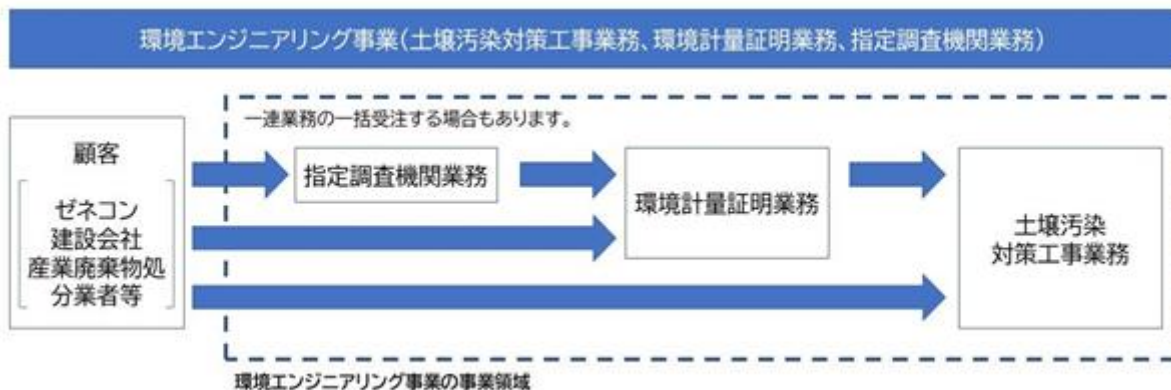 環境エンジニアリング事業(土壌汚染対策工事業務、環境計量証明業務、指定調査機関業務)
一連業務の一括受注する場合もあります。
顧客
ゼネコン
建設会社
産業廃棄物処
分業者等
指定調査機関業務
環境計量証明業務
土壌汚染
対策工事業務
環境エンジニアリング事業の事業領域